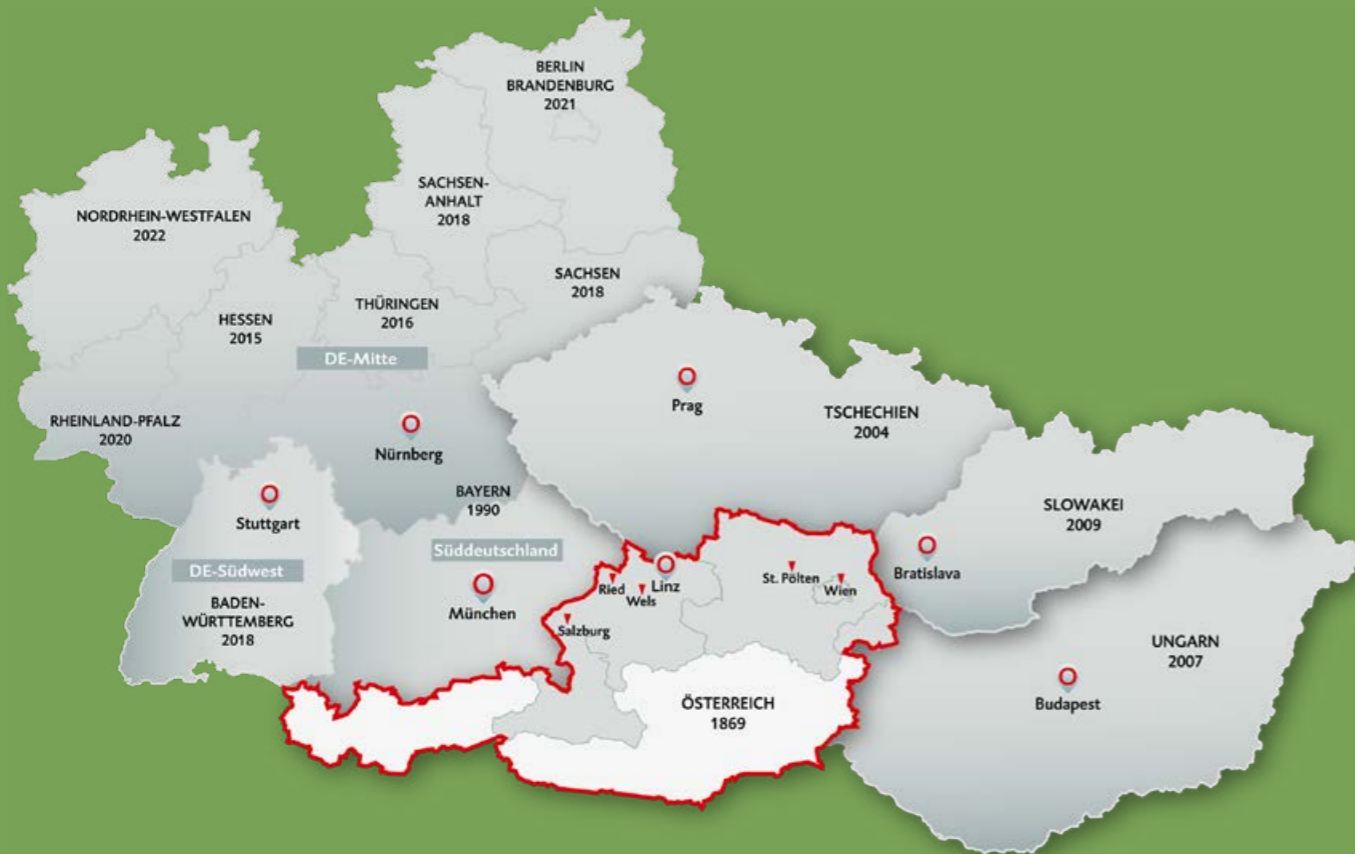 BERLIN
BRANDENBURG
2021
SACHSEN-
ANHALT
2018
NORDRHEIN-WESTFALEN
2022
SACHSEN
2018
THÜRINGEN
2016
HESSEN
2015
DE-Mitte
Prag
TSCHECHIEN
2004
RHEINLAND-PFALZ
2020
Nürnberg
BAYERN
1990
SLOWAKEI
2009
Stuttgart
Süddeutschland
DE-Südwest
Bratislava
St. Pölten
Wien
Ried
Wels
Linz
München
BADEN-
WÜRTTEMBERG
2018
Salzburg
UNGARN
2007
ÖSTERREICH
1869
Budapest